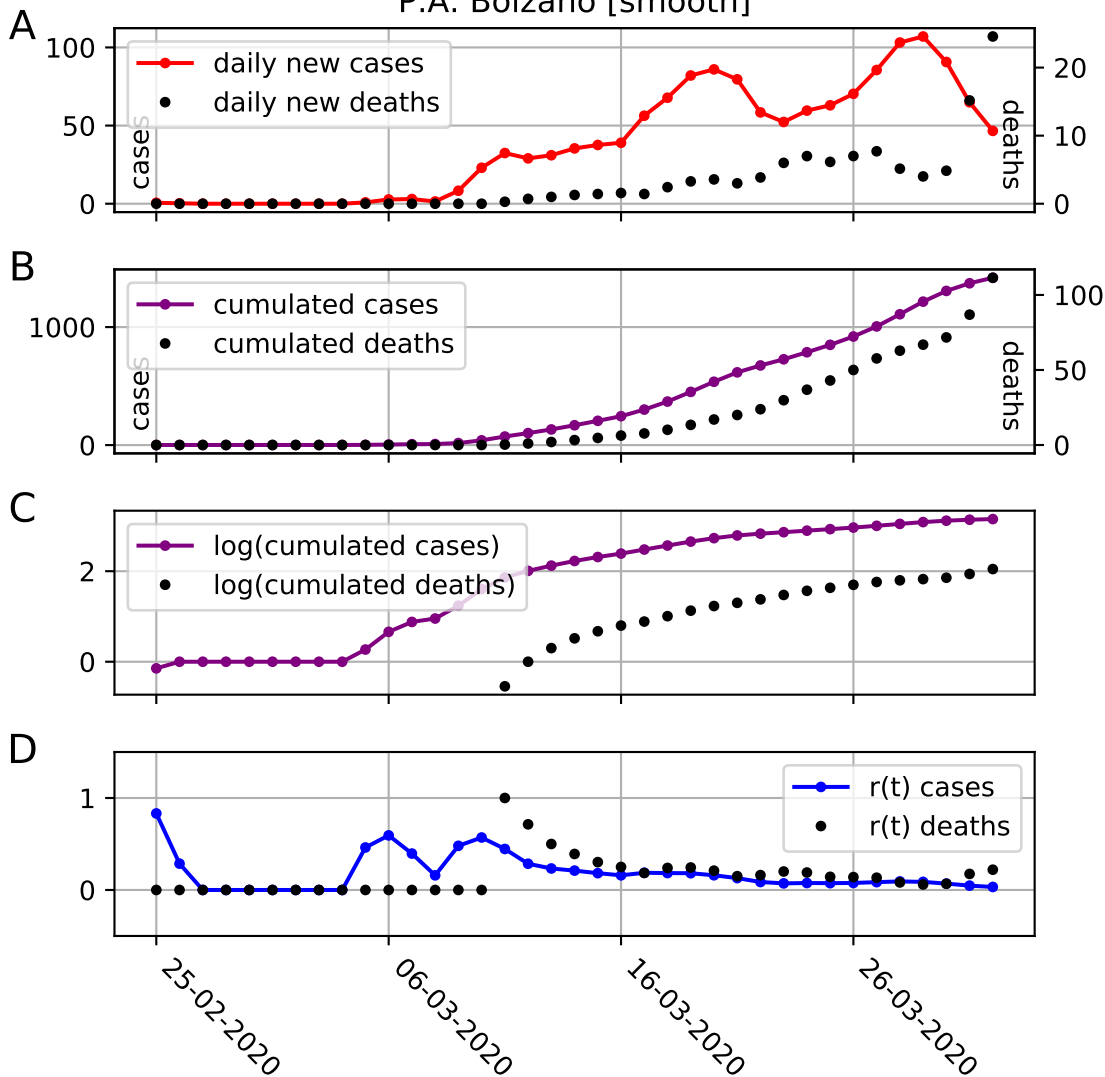 P.A. Bolzano [smooth]
A
100
50
0
cases
daily new cases
daily new deaths
20
10
0
deaths
B
1000
0
cases
cumulated cases
cumulated deaths
100
50
0
deaths
C
2
0
log(cumulated cases)
log(cumulated deaths)
D
1
0
r(t) cases
r(t) deaths
25-02-2020
06-03-2020
16-03-2020
26-03-2020